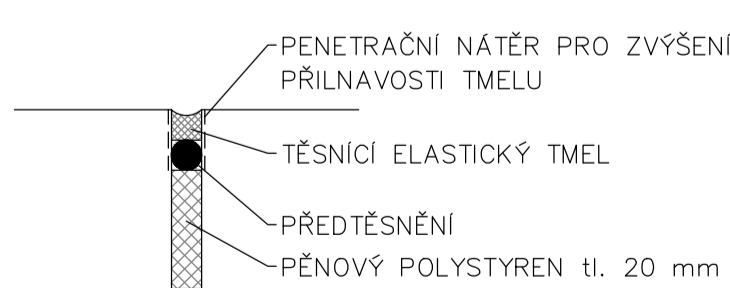 PENETRAČNÍ NÁTĚR PRO ZVÝŠENÍ
PŘILNAVOSTI TMELU
TĚSNÍCÍ ELASTICKÝ TMEL
PŘEDTĚSNĚNÍ
PĚNOVÝ POLYSTYREN tl. 20 mm